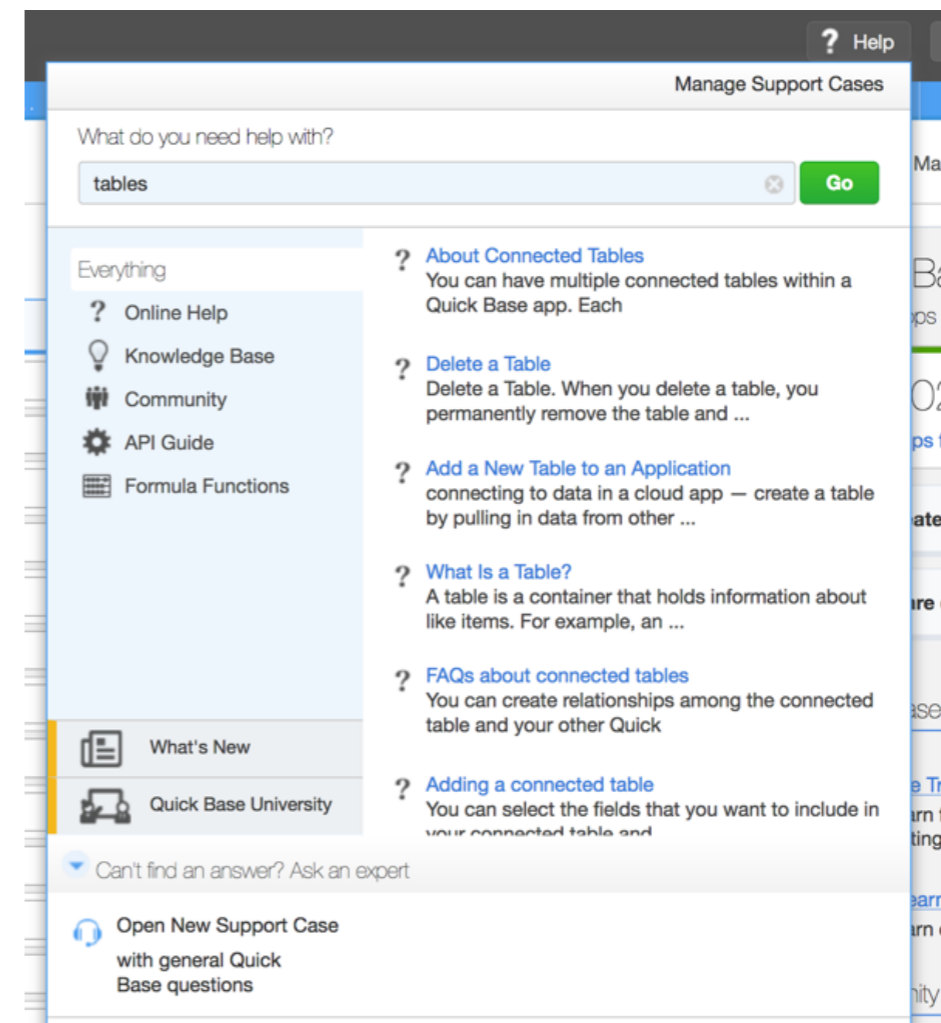 ? Help
Manage Support Cases
What do you need help with?
tables
Go
Everything
? Online Help
Knowledge Base
Community
API Guide
Formula Functions
What's New
Quick Base University
? About Connected Tables
You can have multiple connected tables within a
Quick Base app. Each
? Delete a Table
Delete a Table. When you delete a table, you
permanently remove the table and ...
? Add a New Table to an Application
connecting to data in a cloud app — create a table
by pulling in data from other ...
? What Is a Table?
A table is a container that holds information about
like items. For example, an ...
? FAQs about connected tables
You can create relationships among the connected
table and your other Quick
? Adding a connected table
You can select the fields that you want to include in
your connected table and
Can't find an answer? Ask an expert
Open New Support Case
with general Quick
Base questions